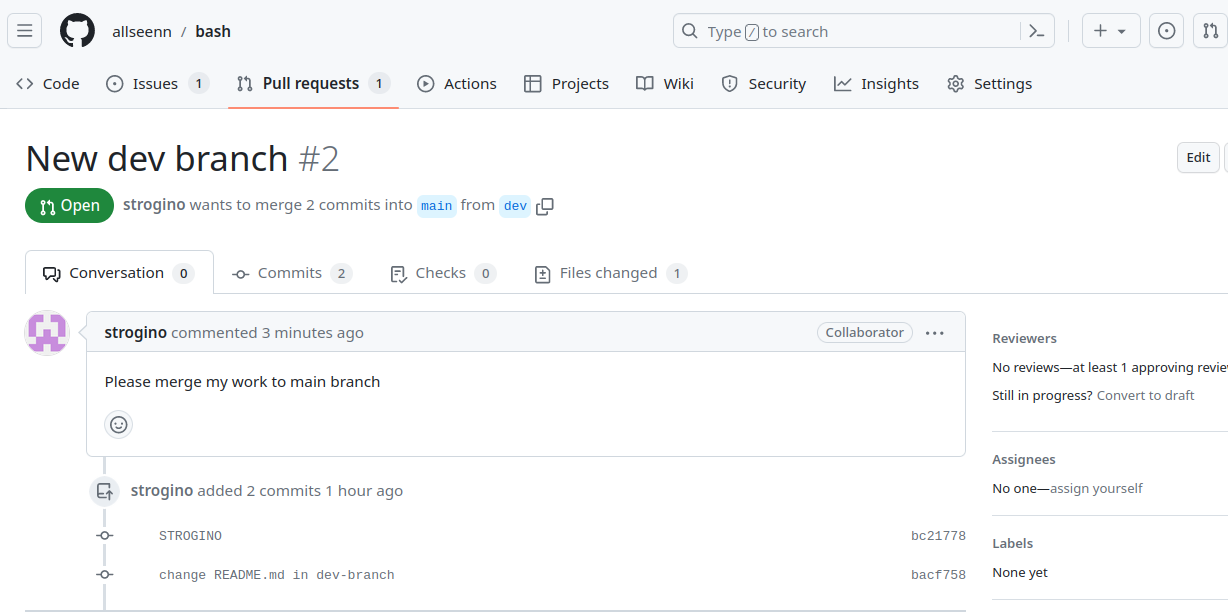 allseenn / bash
Type / to search
Code Issues 1 Pull requests 1 Actions Projects Wiki Security Insights Settings
New dev branch #2
Edit
Open strogino wants to merge 2 commits into main from dev
Conversation 0 Commits 2 Checks 0 Files changed 1
strogino commented 3 minutes ago Collaborator
Please merge my work to main branch
strogino added 2 commits 1 hour ago
STROGINO bc21778
change README.md in dev-branch bacf758
Reviewers
No reviews—at least 1 approving revie
Still in progress? Convert to draft
Assignees
No one—assign yourself
Labels
None yet